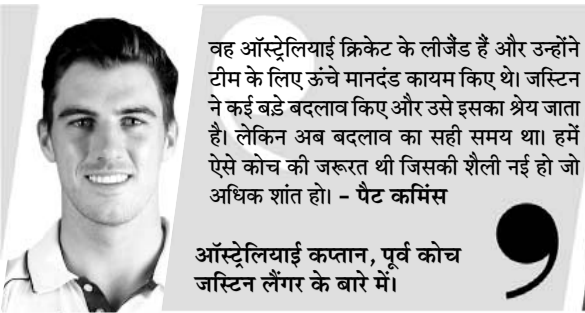 वह ऑस्ट्रेलियाई क्रिकेट के लीजेंड हैं और उन्होंने
टीम के लिए ऊंचे मानदंड कायम किए थे। जस्टिन
ने कई बड़े बदलाव किए और उसे इसका श्रेय जाता
है। लेकिन अब बदलाव का सही समय था। हमें
ऐसे कोच की जरूरत थी जिसकी शैली नई हो जो
अधिक शांत हो। – पैट कमिंस
ऑस्ट्रेलियाई कप्तान, पूर्व कोच
जस्टिन लैंगर के बारे में।